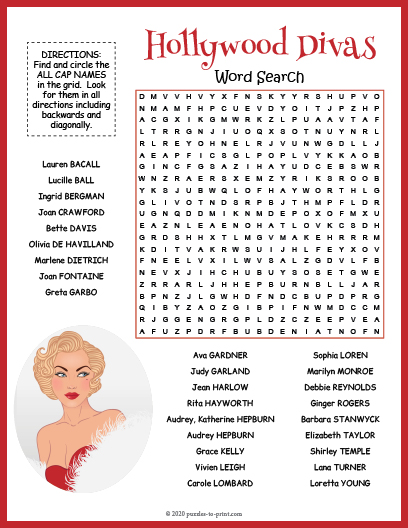 Hollywood Divas
Word Search
DIRECTIONS:
Find and circle the
ALL CAP NAMES
in the grid. Look
for them in all
directions including
backwards and
diagonally.
Lauren BACALL
Lucille BALL
Ingrid BERGMAN
Joan CRAWFORD
Bette DAVIS
Olivia DE HAVILLAND
Marlene DIETRICH
Joan FONTAINE
Greta GARBO
D M V V H V Y X F N S K Y Y R S H U P V O
N M A M F H P C U E V D Y O I T J P Z H P
A C G X I K G M W R K Z L P U A A V T A F
L T R R G N J I U O Q X S O T N U Y N R L
R L R E Y O H N E L R J V U N W G D L L J
A E A P F I C S G L P O P L V Y K K A O B
G I N C F G S A Z I H A Y U D C E B S W R
W N Z R A E R S X E M Z Y R I K S R O O B
Y K S J U B W Q L O F H A Y W O R T H L G
G L I V O T N D S R P B J T H M P F L D R
U G N Q D D M I K N M D E P O X O F M X U
E A Z N L E A E N O H A T L O V K C S D H
G R D S H H X T L M G V M A K E H R R R M
K D I T V A K R W S U I J H L F E Y X O V
F N E E L V X I L W V S A L Z G D V L F B
N E V X J I H C H U B U Y S O S E T G W E
Z R R A R L J H H E P B U R N B L L J A R
B P N Z J L G W H D F N D C B U P D P R G
Q I B Y Z A D Z G I B P I F N W M D C C M
R J G G E N G R G P L D Z C Z E E P V E A
A F U Z P D R F B U B D E N I A T N O F N
Ava GARDNER
Judy GARLAND
Jean HARLOW
Rita HAYWORTH
Audrey, Katherine HEPBURN
Audrey HEPBURN
Grace KELLY
Vivien LEIGH
Carole LOMBARD
Sophia LOREN
Marilyn MONROE
Debbie REYNOLDS
Ginger ROGERS
Barbara STANWYCK
Elizabeth TAYLOR
Shirley TEMPLE
Lana TURNER
Loretta YOUNG
© 2020 puzzles-to-print.com